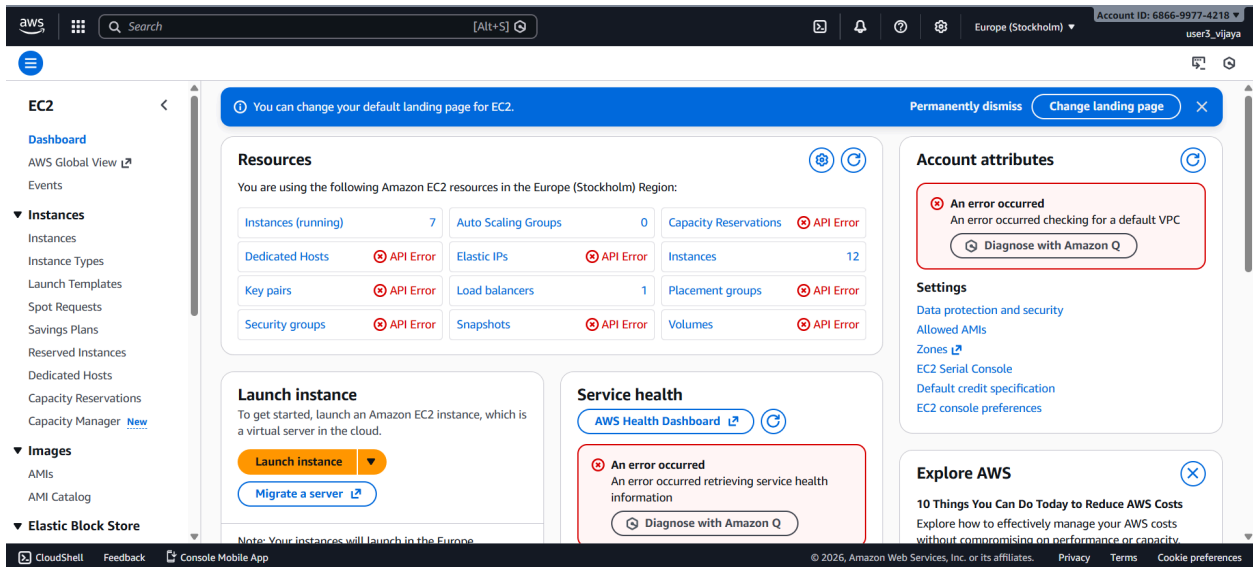 aws
Search
[Alt+S]
Europe (Stockholm) ▼
Account ID: 6866-9977-4218 ▼
user3_vijaya
EC2
Dashboard
AWS Global View
Events
▼ Instances
Instances
Instance Types
Launch Templates
Spot Requests
Savings Plans
Reserved Instances
Dedicated Hosts
Capacity Reservations
Capacity Manager New
▼ Images
AMIs
AMI Catalog
▼ Elastic Block Store
You can change your default landing page for EC2.
Permanently dismiss
Change landing page
Resources
You are using the following Amazon EC2 resources in the Europe (Stockholm) Region:
Instances (running) 7
Auto Scaling Groups 0
Capacity Reservations API Error
Dedicated Hosts API Error
Elastic IPs API Error
Instances 12
Key pairs API Error
Load balancers 1
Placement groups API Error
Security groups API Error
Snapshots API Error
Volumes API Error
Launch instance
To get started, launch an Amazon EC2 instance, which is
a virtual server in the cloud.
Launch instance ▼
Migrate a server
Note: Your instances will launch in the Europe
Service health
AWS Health Dashboard
An error occurred
An error occurred retrieving service health
information
Diagnose with Amazon Q
Account attributes
An error occurred
An error occurred checking for a default VPC
Diagnose with Amazon Q
Settings
Data protection and security
Allowed AMIs
Zones
EC2 Serial Console
Default credit specification
EC2 console preferences
Explore AWS
10 Things You Can Do Today to Reduce AWS Costs
Explore how to effectively manage your AWS costs
without compromising on performance or capacity.
CloudShell
Feedback
Console Mobile App
© 2026, Amazon Web Services, Inc. or its affiliates.
Privacy
Terms
Cookie preferences